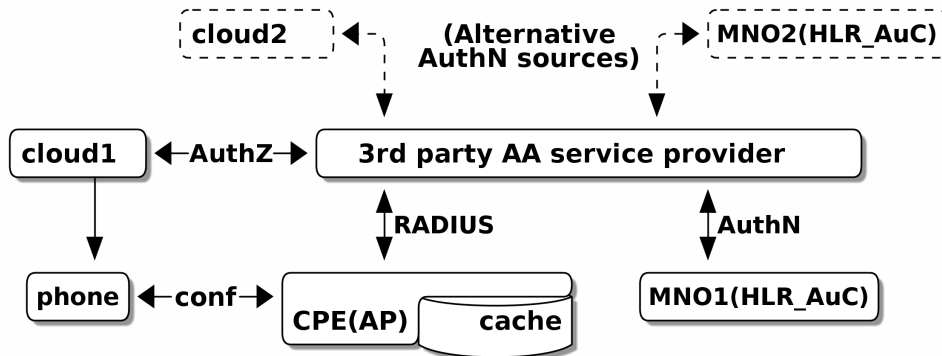 cloud2
(Alternative
AuthN sources)
MNO2(HLR_AuC)
cloud1
AuthZ
3rd party AA service provider
RADIUS
AuthN
phone
conf
CPE(AP)
cache
MNO1(HLR_AuC)